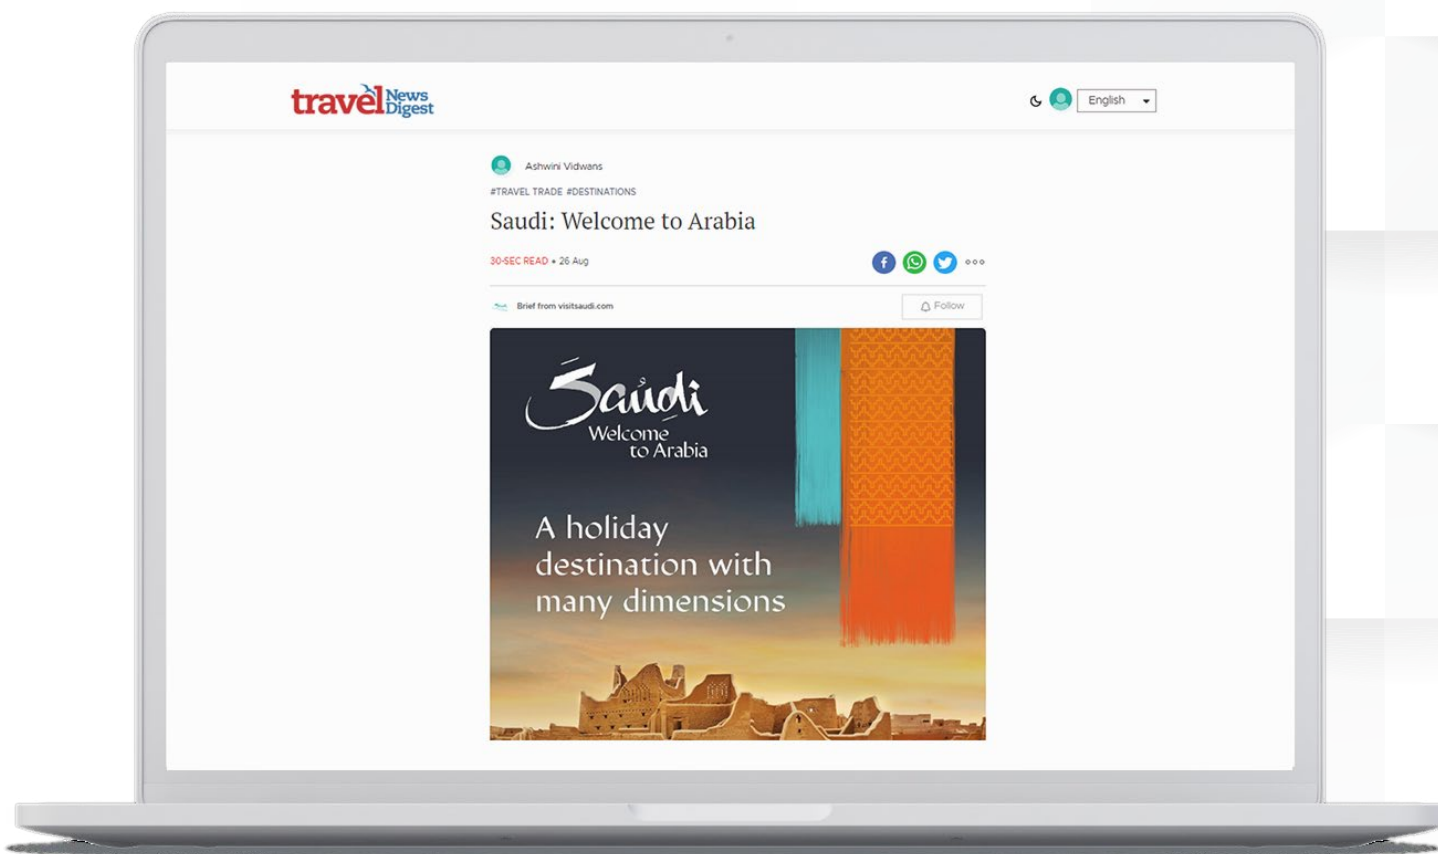 travel News Digest
English
Ashwini Vidwans
#TRAVEL TRADE #DESTINATIONS
Saudi: Welcome to Arabia
30-SEC READ • 26 Aug
Brief from visitsaudi.com
Follow
Saudi
Welcome
to Arabia
A holiday
destination with
many dimensions